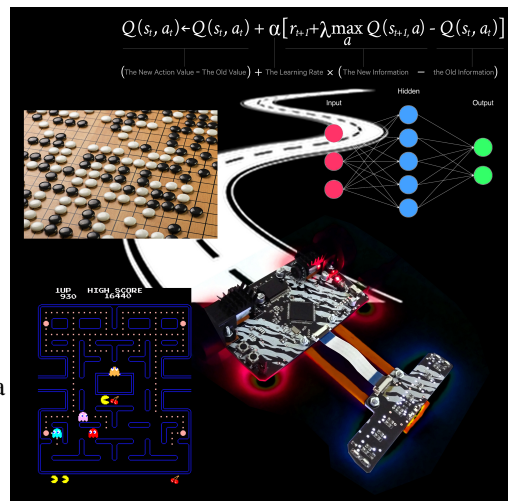 Q(s_t, a_t)←Q(s_t, a_t) + α[r_{t+1}+λ max_a Q(s_{t+1}, a) - Q(s_t, a_t)]
(The New Action Value = The Old Value) + The Learning Rate × (The New Information — the Old Information)
Hidden
Input Output
1UP HIGH SCORE
930 16440
a